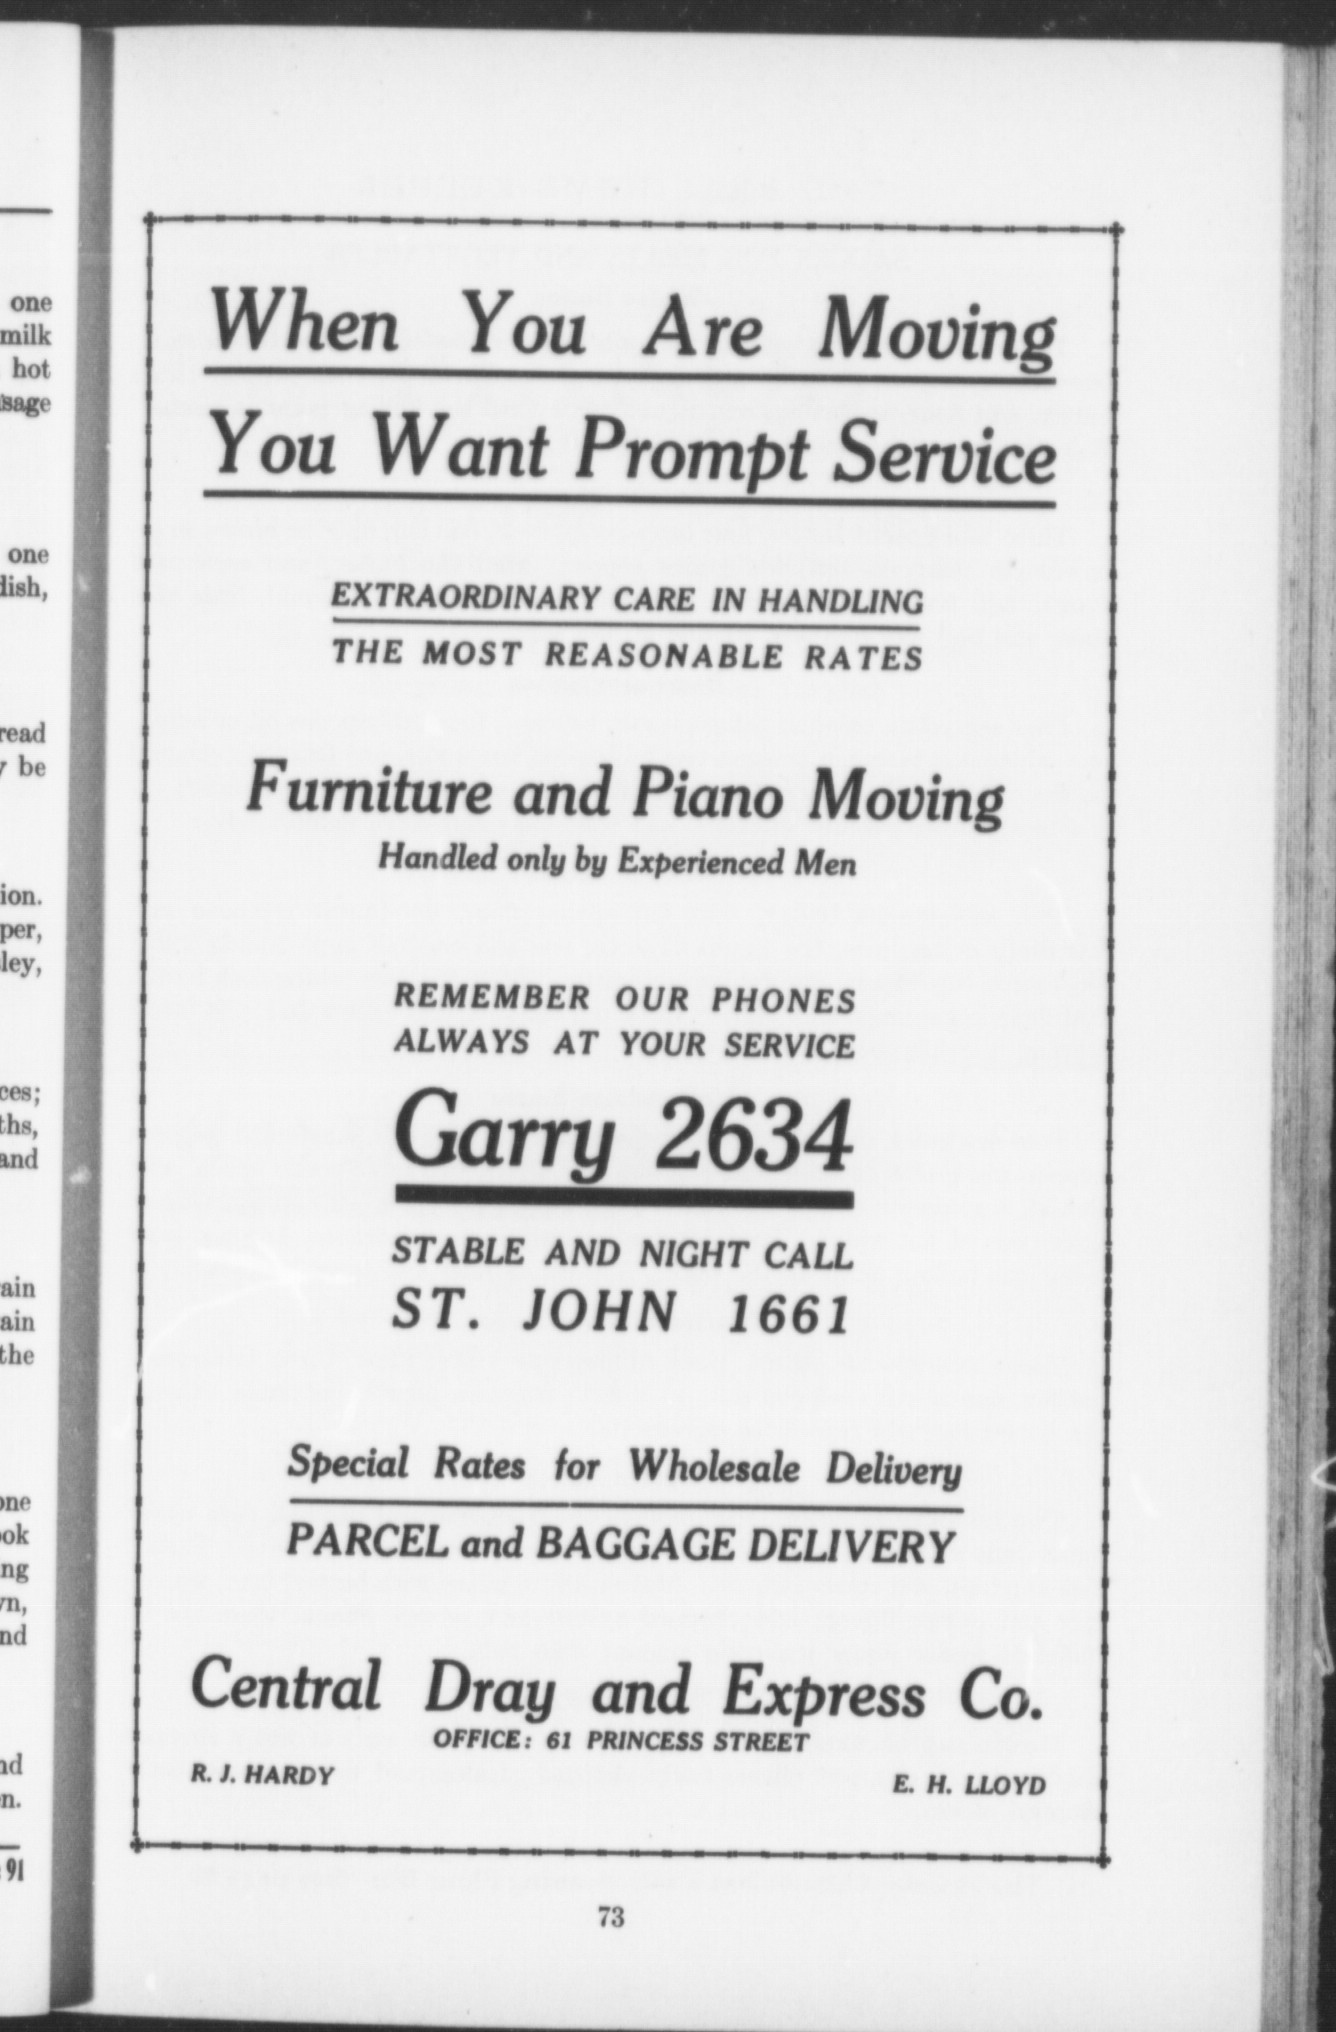 one
milk
hot
one
dish,
read
be
ion.
per,
ley,
ces;
ths,
and
ain
ain
the
one
ook
ng
vn,
nd
nd
n.
91
When You Are Moving
You Want Prompt Service
EXTRAORDINARY CARE IN HANDLING
THE MOST REASONABLE RATES
Furniture and Piano Moving
Handled only by Experienced Men
REMEMBER OUR PHONES
ALWAYS AT YOUR SERVICE
Garry 2634
STABLE AND NIGHT CALL
ST. JOHN 1661
Special Rates for Wholesale Delivery
PARCEL and BAGGAGE DELIVERY
Central Dray and Express Co.
OFFICE: 61 PRINCESS STREET
R. J. HARDY E. H. LLOYD
73